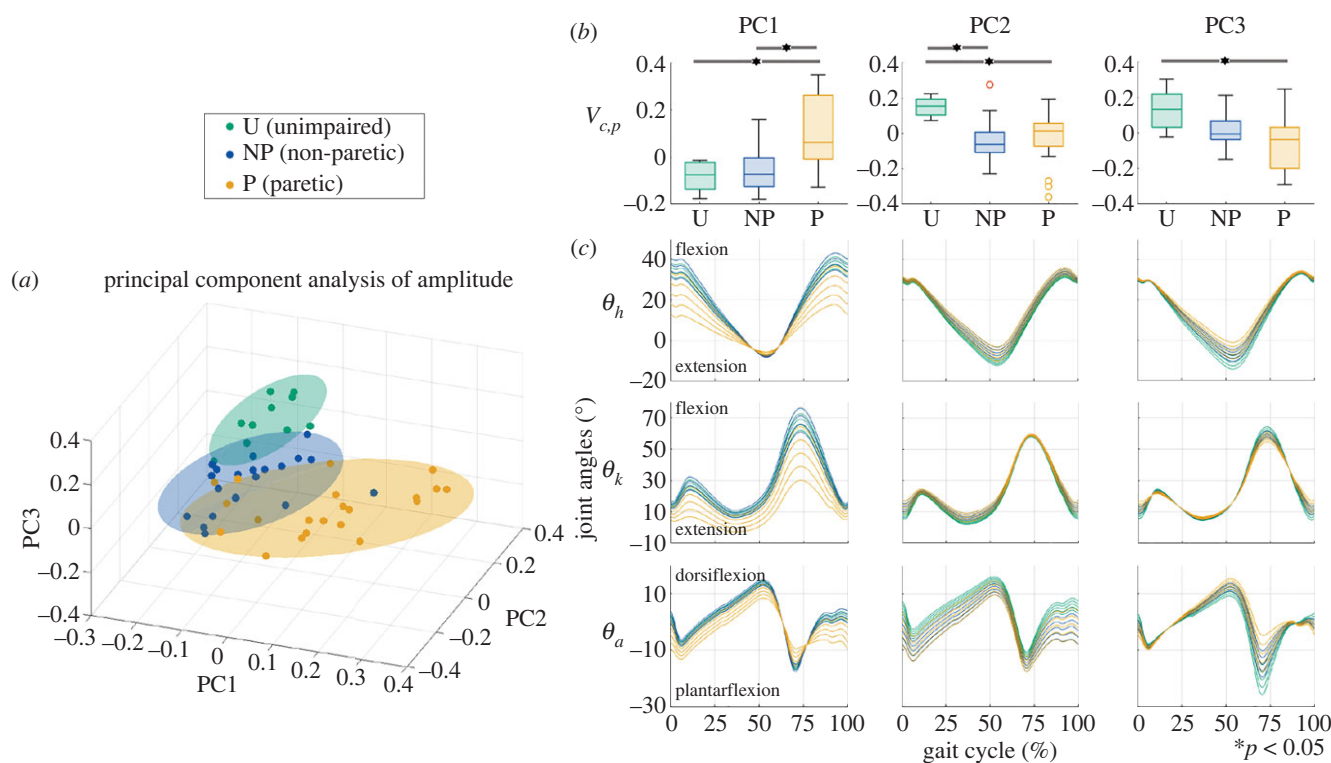 U (unimpaired)
NP (non-paretic)
P (paretic)
(a) principal component analysis of amplitude
PC3
0.4
0.2
0
−0.2
−0.4
−0.3
−0.2
−0.1
0
0.1
0.2
0.3
0.4
PC1
−0.4
−0.2
0
0.2
0.4
PC2
(b) PC1 PC2 PC3
V_{c,p}
0.4
0.2
0
−0.2
U NP P
0.4
0.2
0
−0.2
−0.4
U NP P
0.4
0.2
0
−0.2
−0.4
U NP P
(c)
joint angles (°)
θ_h
40
20
0
−20
flexion
extension
θ_k
70
50
30
10
−10
flexion
extension
θ_a
10
−10
−30
dorsiflexion
plantarflexion
0 25 50 75 100
0 25 50 75 100
0 25 50 75 100
gait cycle (%)
*p < 0.05